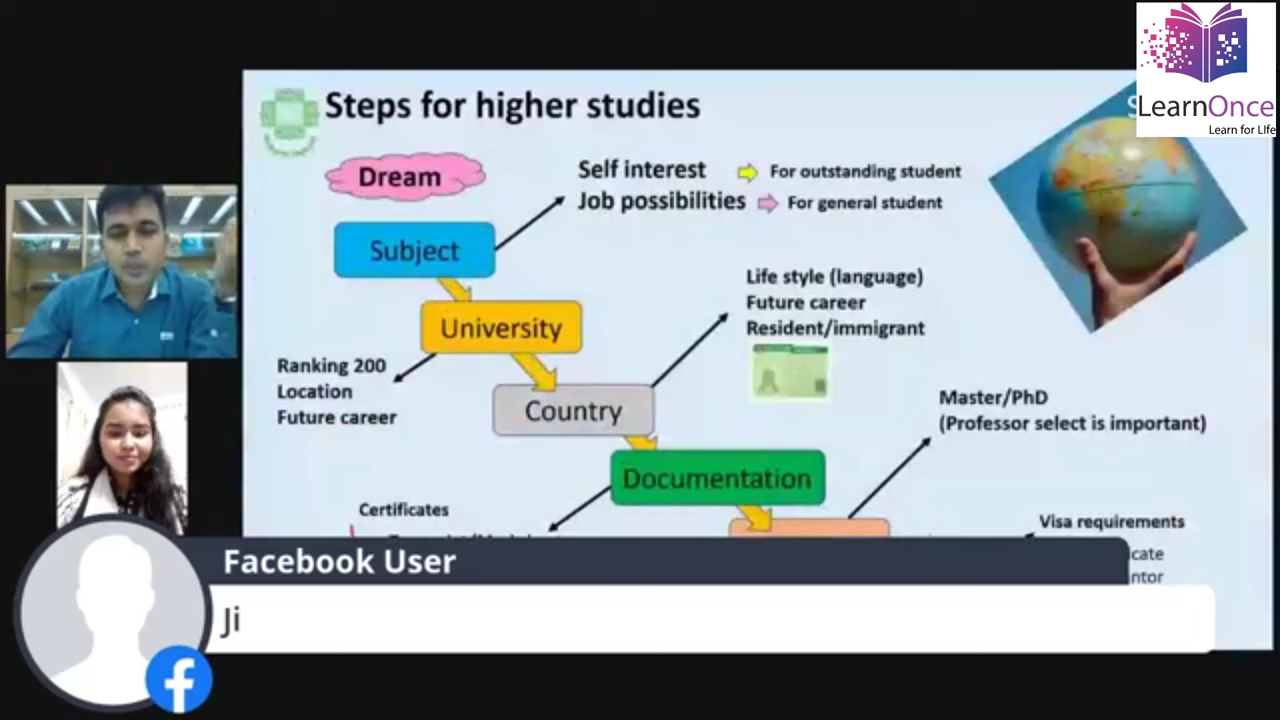 LearnOnce
Learn for LIfe
Steps for higher studies
Dream
Self interest
For outstanding student
Job possibilities
For general student
Subject
Life style (language)
Future career
Resident/immigrant
University
Ranking 200
Location
Future career
Country
Master/PhD
(Professor select is important)
Documentation
Certificates
Visa requirements
Facebook User
Ji